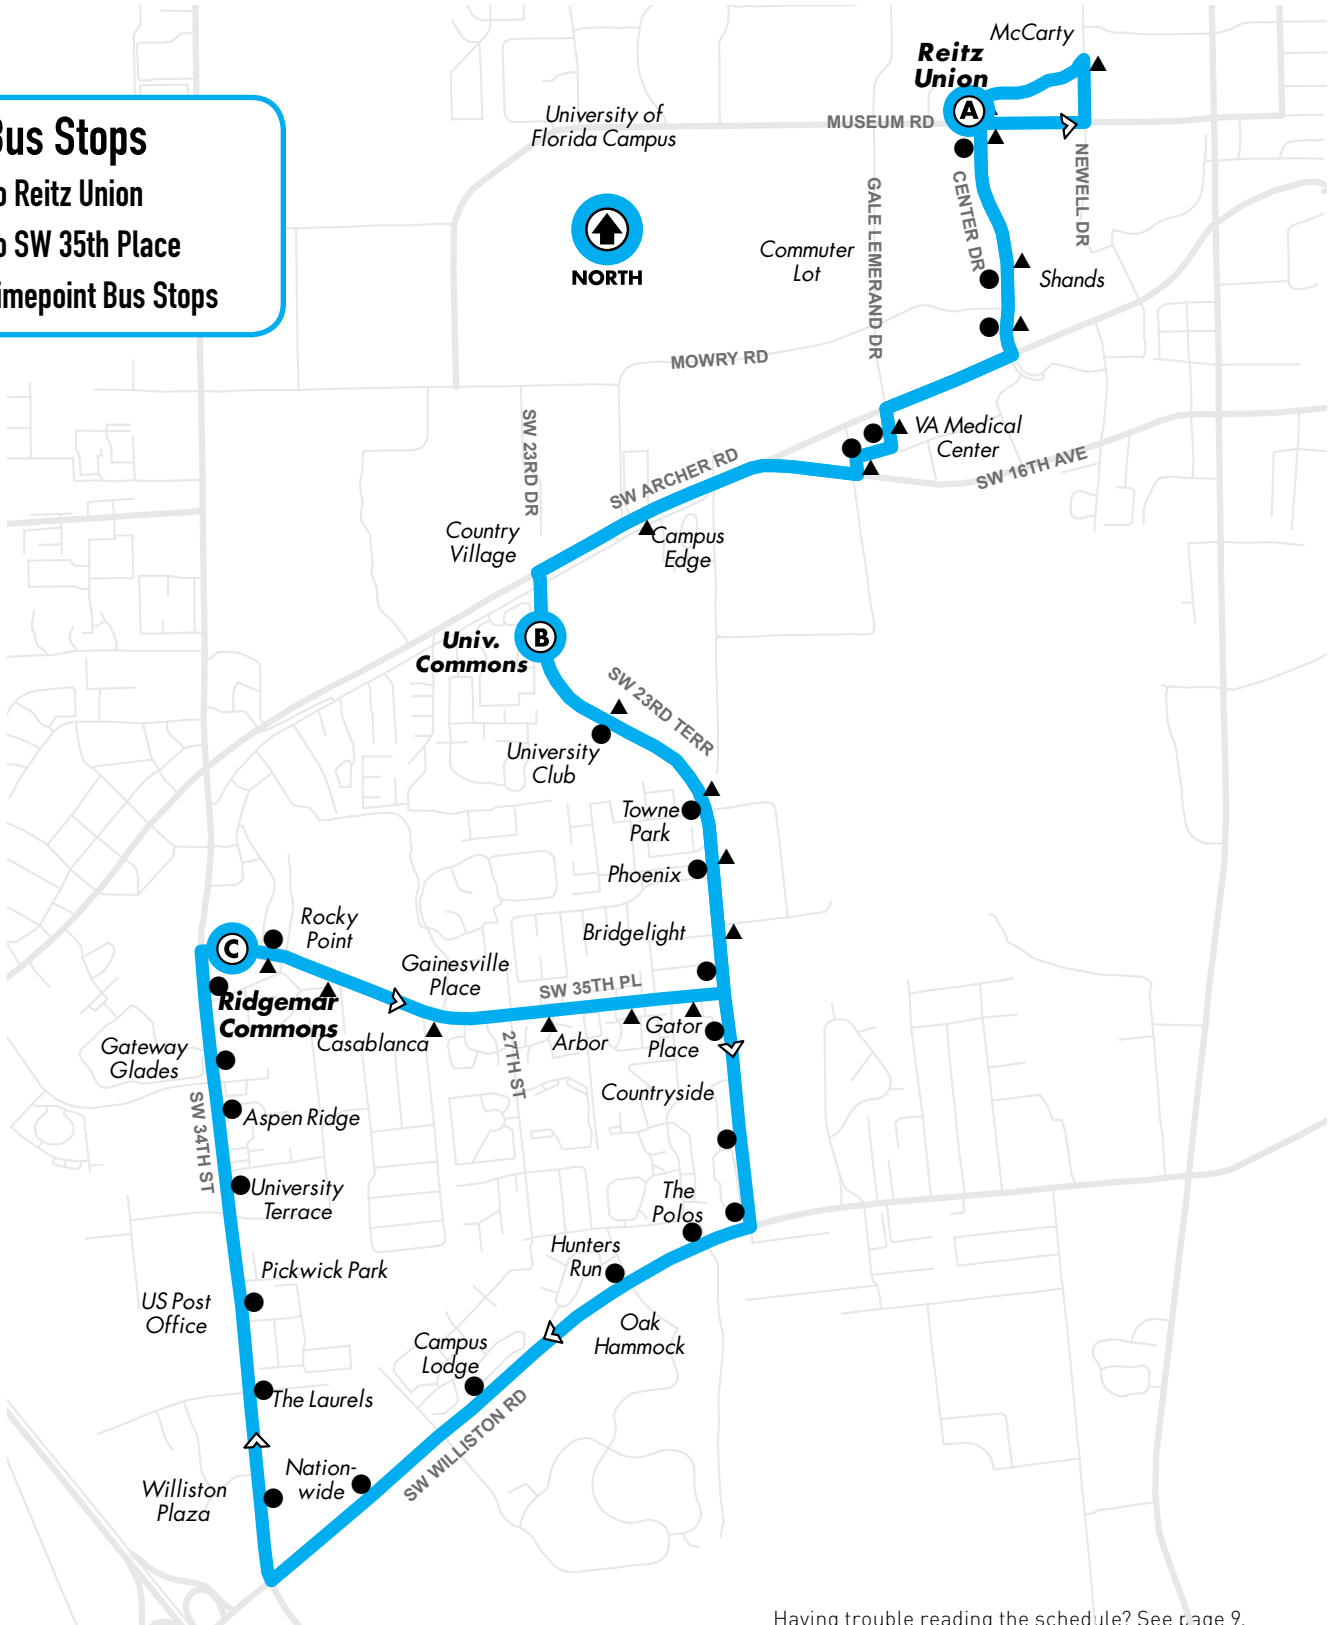 Bus Stops
o Reitz Union
o SW 35th Place
imepoint Bus Stops
McCarty
Reitz
Union
A
University of
Florida Campus
MUSEUM RD
NEWELL DR
CENTER DR
GALE LEMERAND DR
NORTH
Commuter
Lot
Shands
MOWRY RD
SW 23RD DR
VA Medical
Center
SW 16TH AVE
SW ARCHER RD
Country
Village
Campus
Edge
B
Univ.
Commons
SW 23RD TERR
University
Club
Towne
Park
Phoenix
Rocky
Point
Bridgelight
C
Gainesville
Place
SW 35TH PL
Ridgemar
Commons
Casablanca
27TH ST
Arbor
Gator
Place
Gateway
Glades
Countryside
SW 34TH ST
Aspen Ridge
University
Terrace
The
Polos
Hunters
Run
Pickwick Park
US Post
Office
Oak
Hammock
Campus
Lodge
The Laurels
SW WILLISTON RD
Nation-
wide
Williston
Plaza
Having trouble reading the schedule? See page 9.